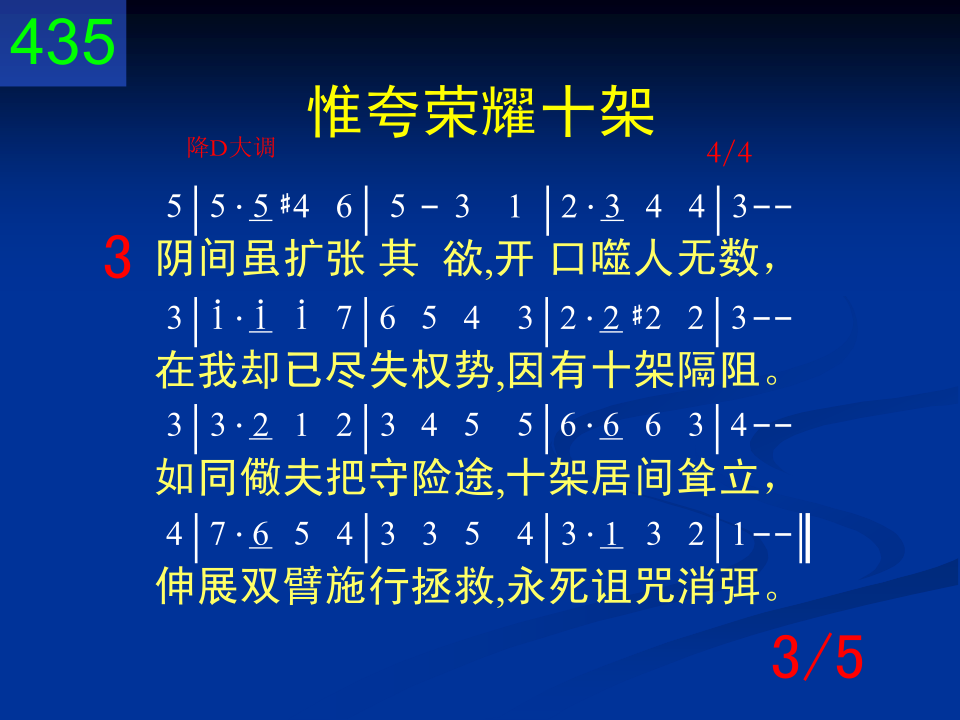 435
惟夸荣耀十架
降D大调 4/4
5|5·5 #4 6| 5 - 3 1 |2·3 4 4|3--
3 阴间虽扩张 其 欲,开 口噬人无数，
3|i·i i 7|6 5 4 3|2·2 #2 2|3--
在我却已尽失权势,因有十架隔阻。
3|3·2 1 2|3 4 5 5|6·6 6 3|4--
如同儆夫把守险途,十架居间耸立，
4|7·6 5 4|3 3 5 4|3·1 3 2|1--‖
伸展双臂施行拯救,永死诅咒消弭。
3/5